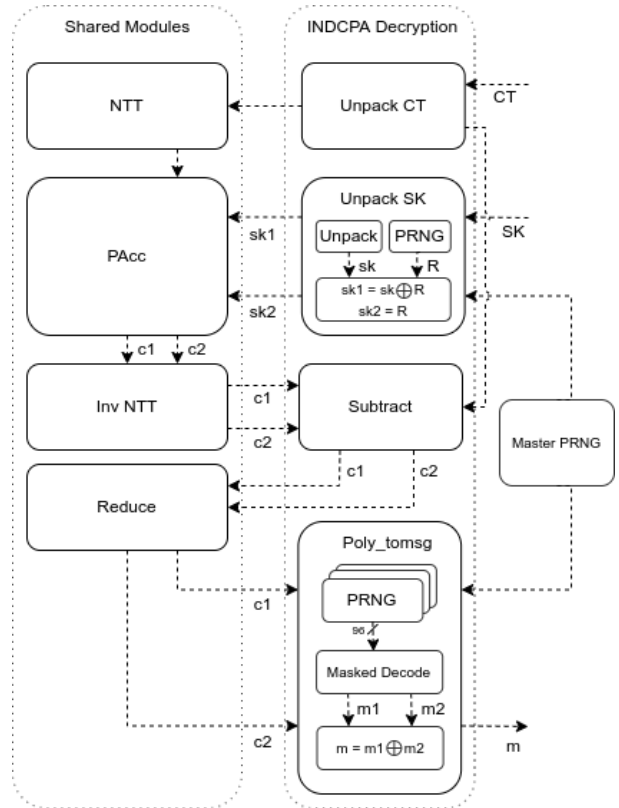 Shared Modules
INDCPA Decryption
NTT
Unpack CT
CT
PAcc
Unpack SK
sk1
SK
Unpack
PRNG
sk
R
sk1 = sk⨁R
sk2 = R
sk2
c1
c2
Inv NTT
c1
c2
Subtract
Master PRNG
c1
c2
Reduce
Poly_tomsg
c1
PRNG
96
Masked Decode
m1
m2
c2
m = m1⨁m2
m